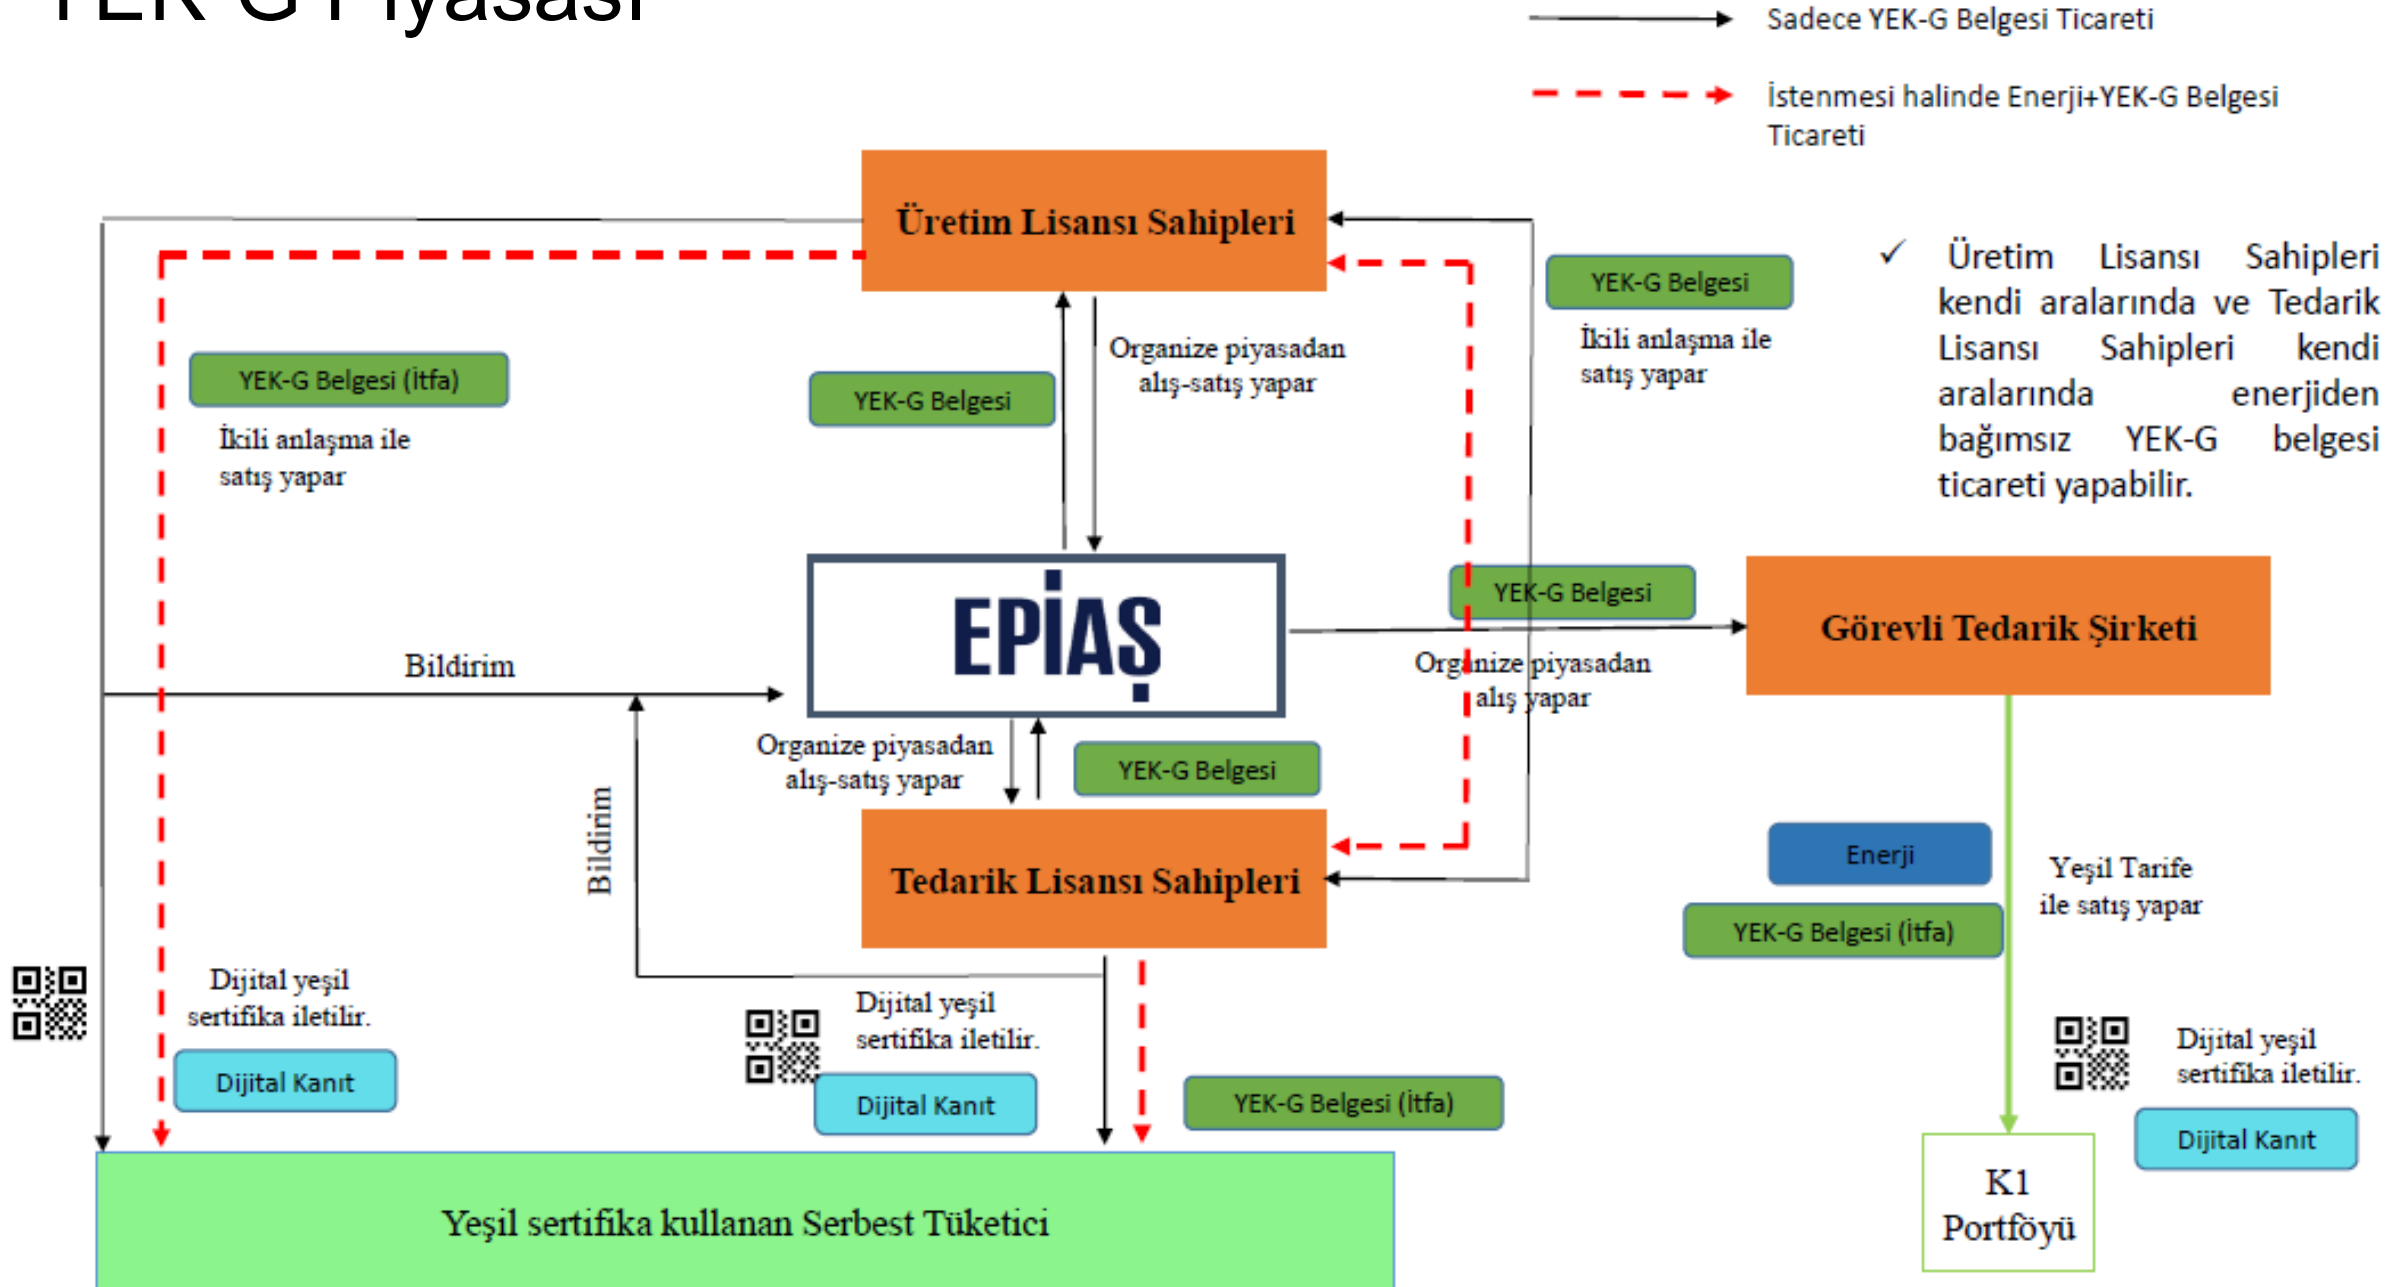 YEK-G Piyasası
Sadece YEK-G Belgesi Ticareti
İstenmesi halinde Enerji+YEK-G Belgesi
Ticareti
Üretim Lisansı Sahipleri
YEK-G Belgesi
İkili anlaşma ile
satış yapar
✓ Üretim Lisansı Sahipleri
kendi aralarında ve Tedarik
Lisansı Sahipleri kendi
aralarında enerjiden
bağımsız YEK-G belgesi
ticareti yapabilir.
YEK-G Belgesi (İtfa)
İkili anlaşma ile
satış yapar
YEK-G Belgesi
Organize piyasadan
alış-satış yapar
EPİAŞ
YEK-G Belgesi
Organize piyasadan
alış yapar
Görevli Tedarik Şirketi
Bildirim
Organize piyasadan
alış-satış yapar
YEK-G Belgesi
Bildirim
Tedarik Lisansı Sahipleri
Enerji
YEK-G Belgesi (İtfa)
Yeşil Tarife
ile satış yapar
Dijital yeşil
sertifika iletilir.
Dijital Kanıt
Dijital yeşil
sertifika iletilir.
Dijital Kanıt
YEK-G Belgesi (İtfa)
Dijital yeşil
sertifika iletilir.
Dijital Kanıt
Yeşil sertifika kullanan Serbest Tüketici
K1
Portföyü